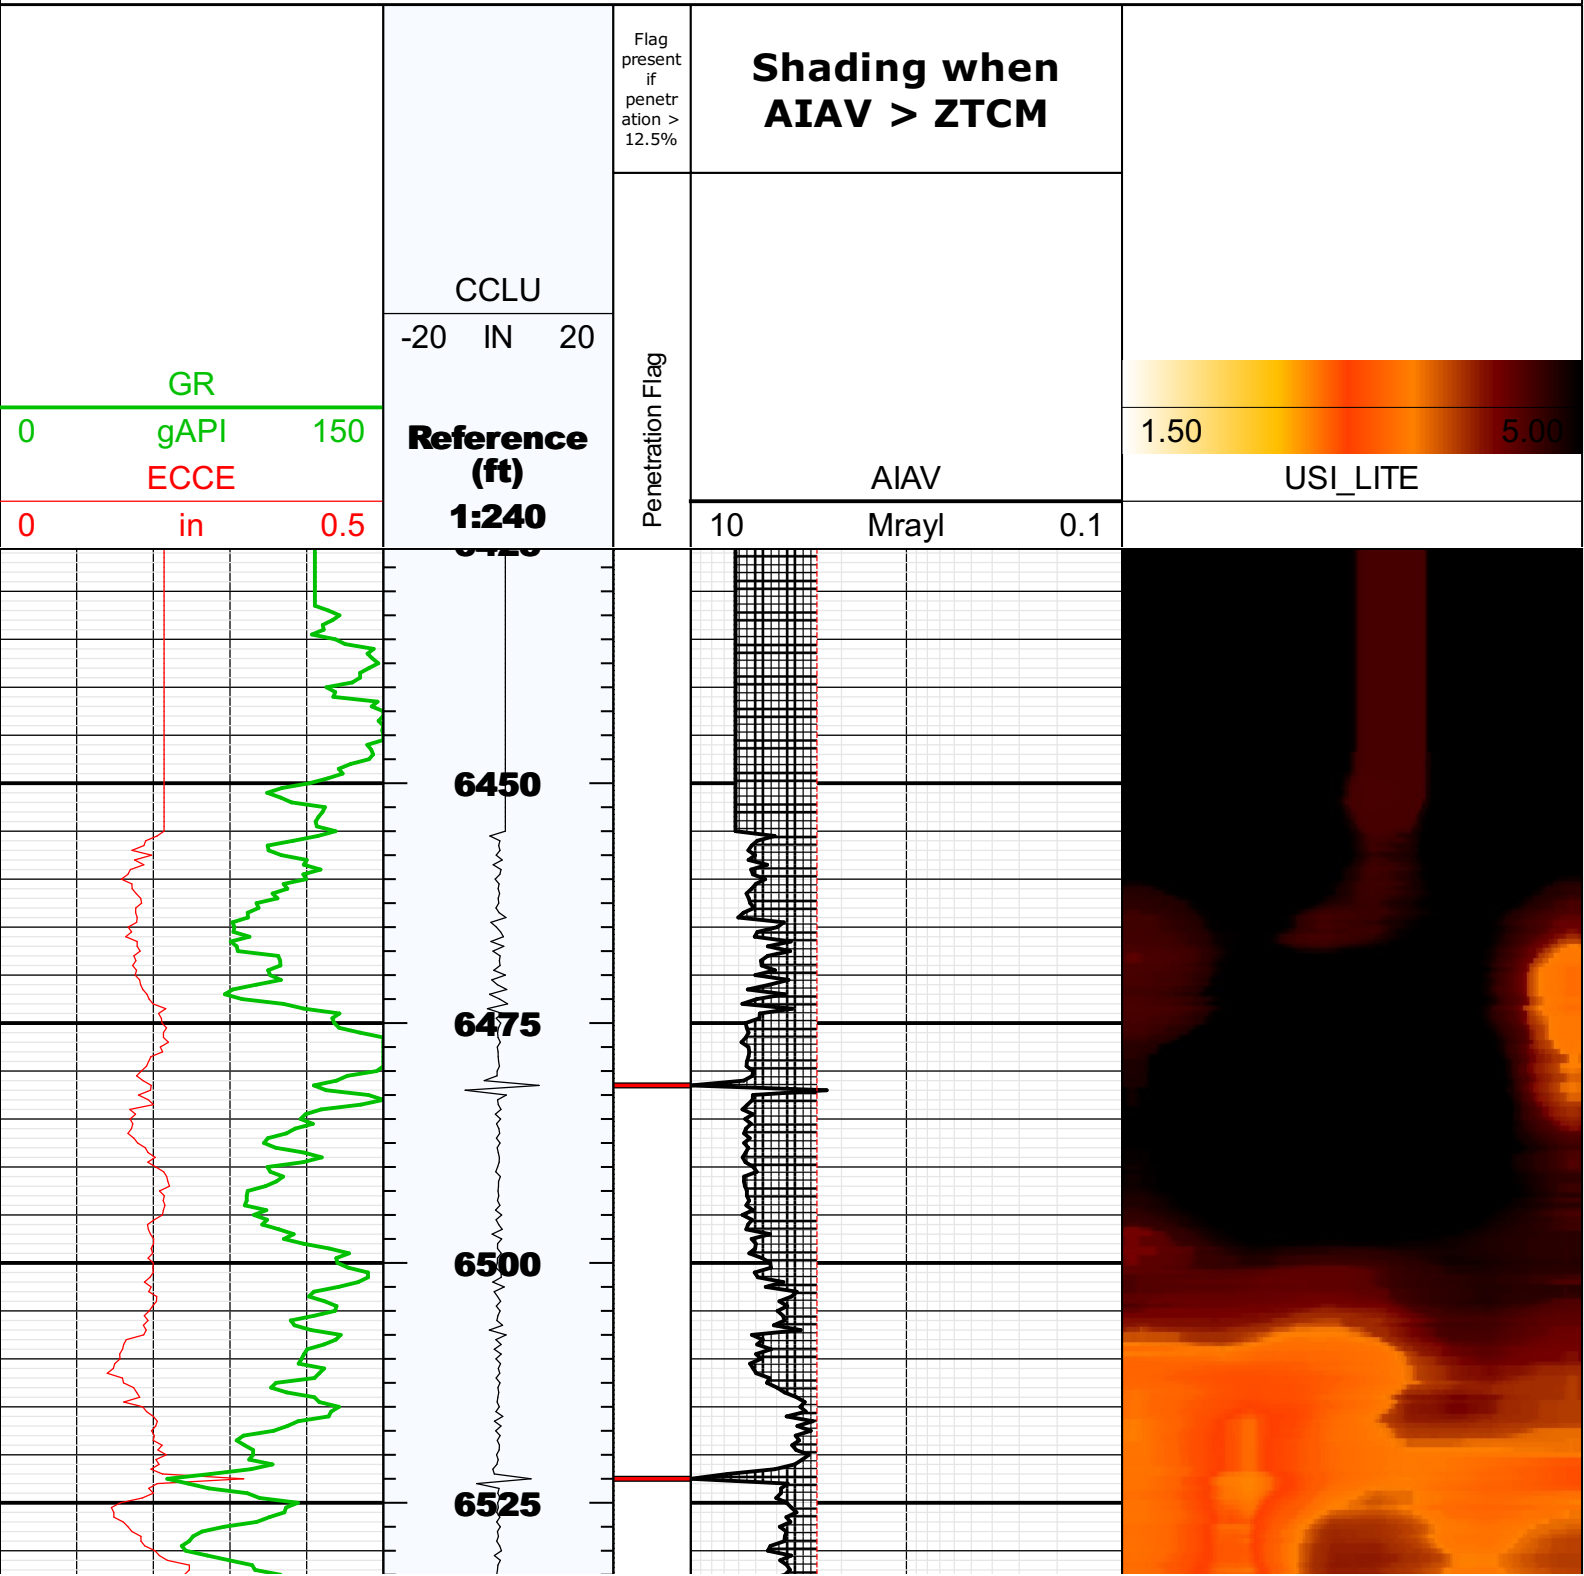 Flag
present
if
penetr
ation >
12.5%
Shading when
AIAV > ZTCM
CCLU
-20 IN 20
GR
0 gAPI 150
ECCE
0 in 0.5
Reference
(ft)
1:240
Penetration Flag
AIAV
10 Mrayl 0.1
1.50 5.00
USI_LITE
6450
6475
6500
6525